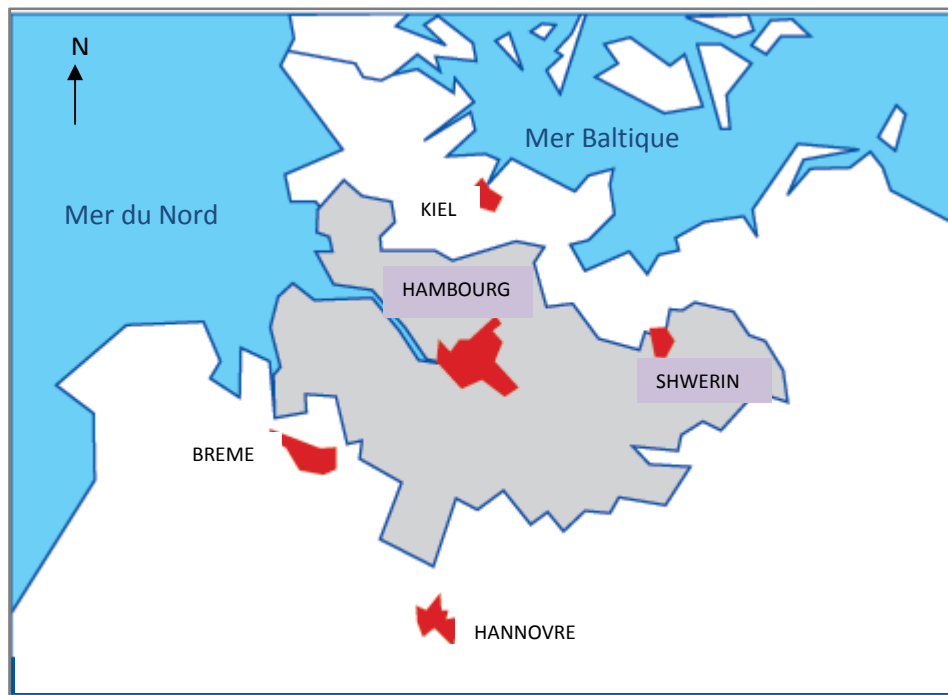 N
Mer Baltique
Mer du Nord
KIEL
HAMBOURG
SHWERIN
BREME
HANNOVRE